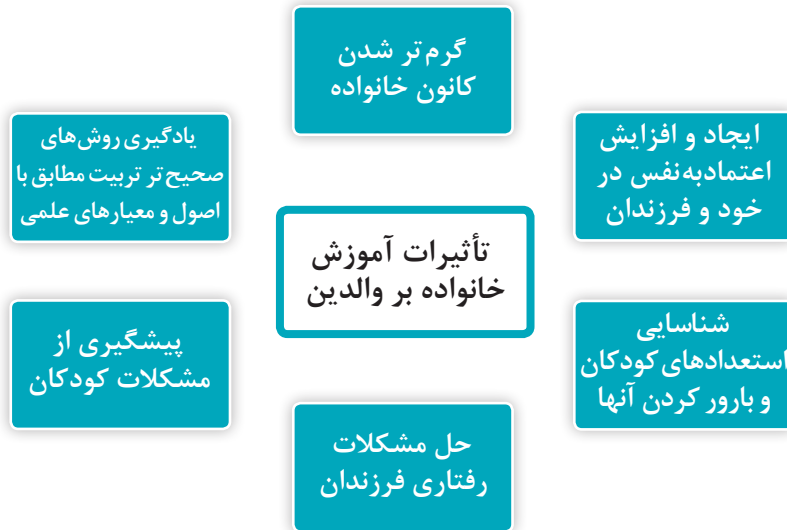 گرم‌تر شدن
کانون خانواده
ایجاد و افزایش
اعتمادبه‌نفس در
خود و فرزندان
یادگیری روش‌های
صحیح‌تر تربیت مطابق با
اصول و معیارهای علمی
تأثیرات آموزش
خانواده بر والدین
شناسایی
استعدادهای کودکان
و بارور کردن آنها
پیشگیری از
مشکلات کودکان
حل مشکلات
رفتاری فرزندان